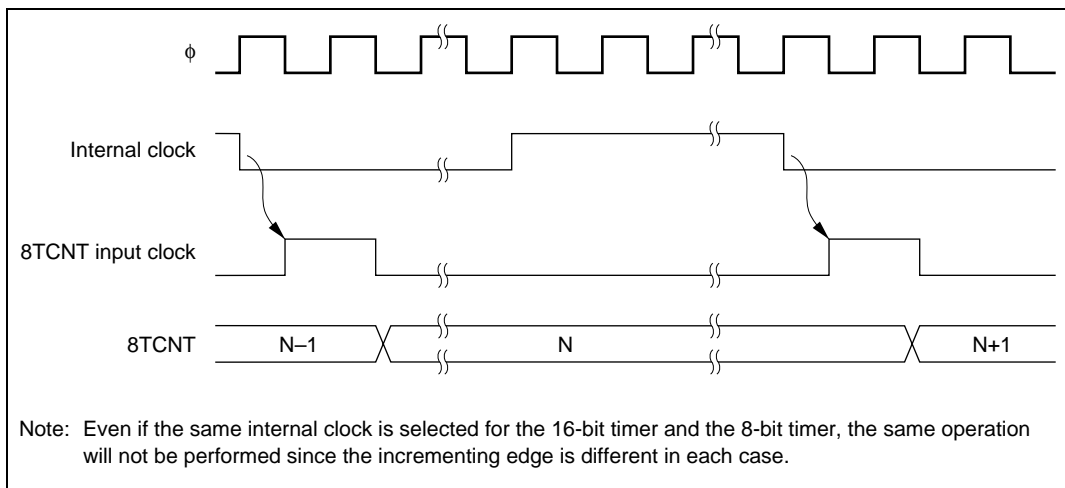 ϕ
Internal clock
8TCNT input clock
8TCNT
N–1
N
N+1
Note: Even if the same internal clock is selected for the 16-bit timer and the 8-bit timer, the same operation
will not be performed since the incrementing edge is different in each case.